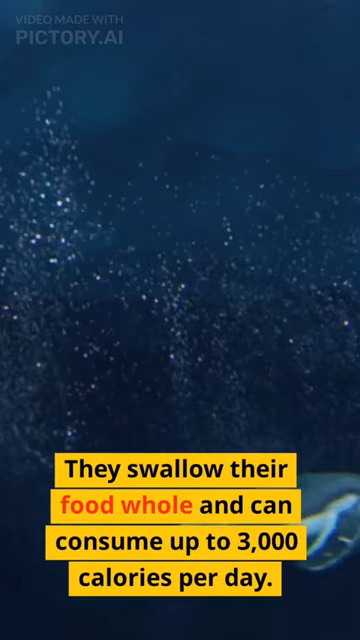 VIDEO MADE WITH
PICTORY.AI
They swallow their
food whole and can
consume up to 3,000
calories per day.